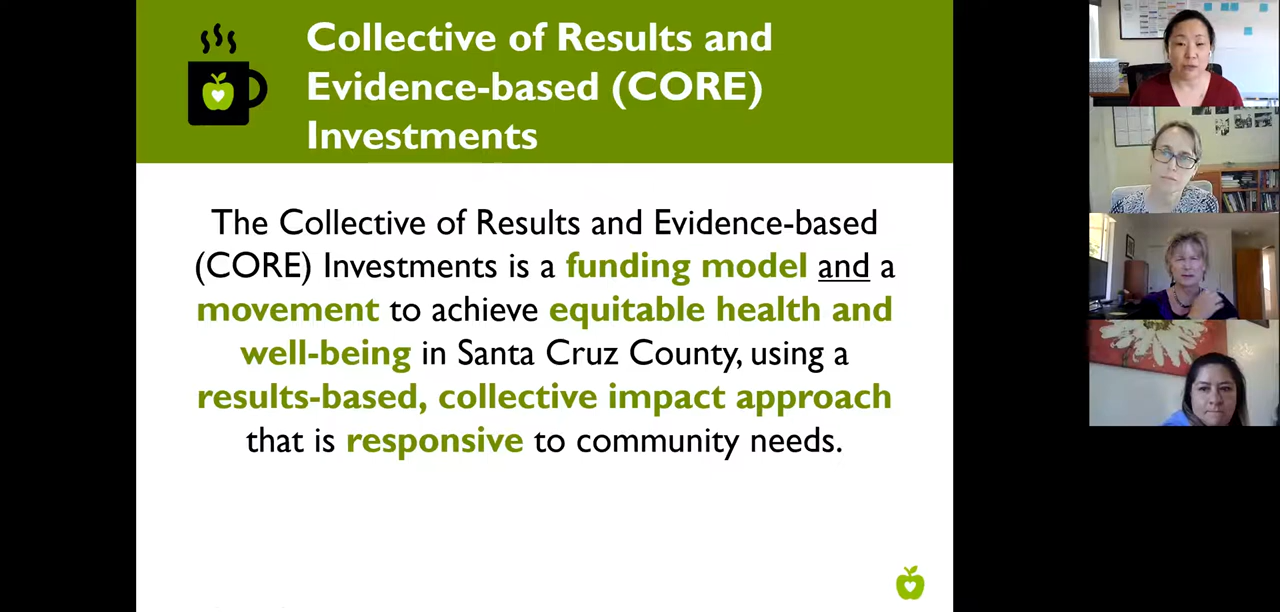 Collective of Results and
Evidence-based (CORE)
Investments
The Collective of Results and Evidence-based
(CORE) Investments is a funding model and a
movement to achieve equitable health and
well-being in Santa Cruz County, using a
results-based, collective impact approach
that is responsive to community needs.